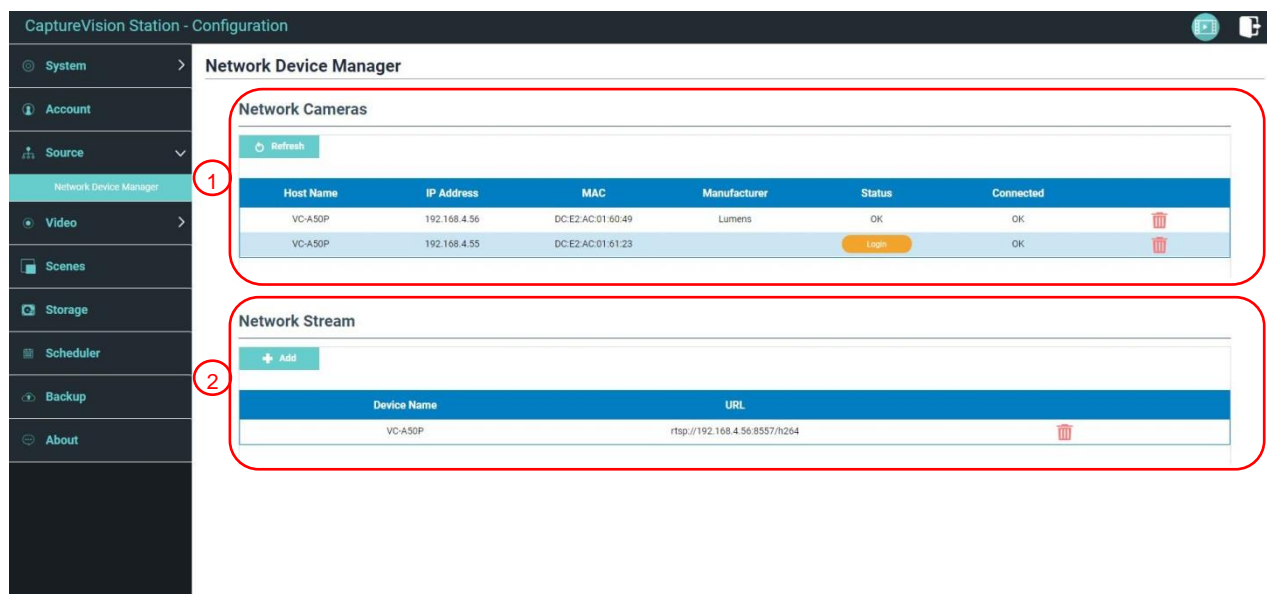 CaptureVision Station - Configuration
System
Account
Source
Network Device Manager
Video
Scenes
Storage
Scheduler
Backup
About
Network Device Manager
1
Network Cameras
Refresh
Host Name IP Address MAC Manufacturer Status Connected
VC-A50P 192.168.4.56 DC:E2:AC:01:60:49 Lumens OK OK
VC-A50P 192.168.4.55 DC:E2:AC:01:61:23 Login OK
2
Network Stream
Add
Device Name URL
VC-A50P rtsp://192.168.4.56:8557/h264